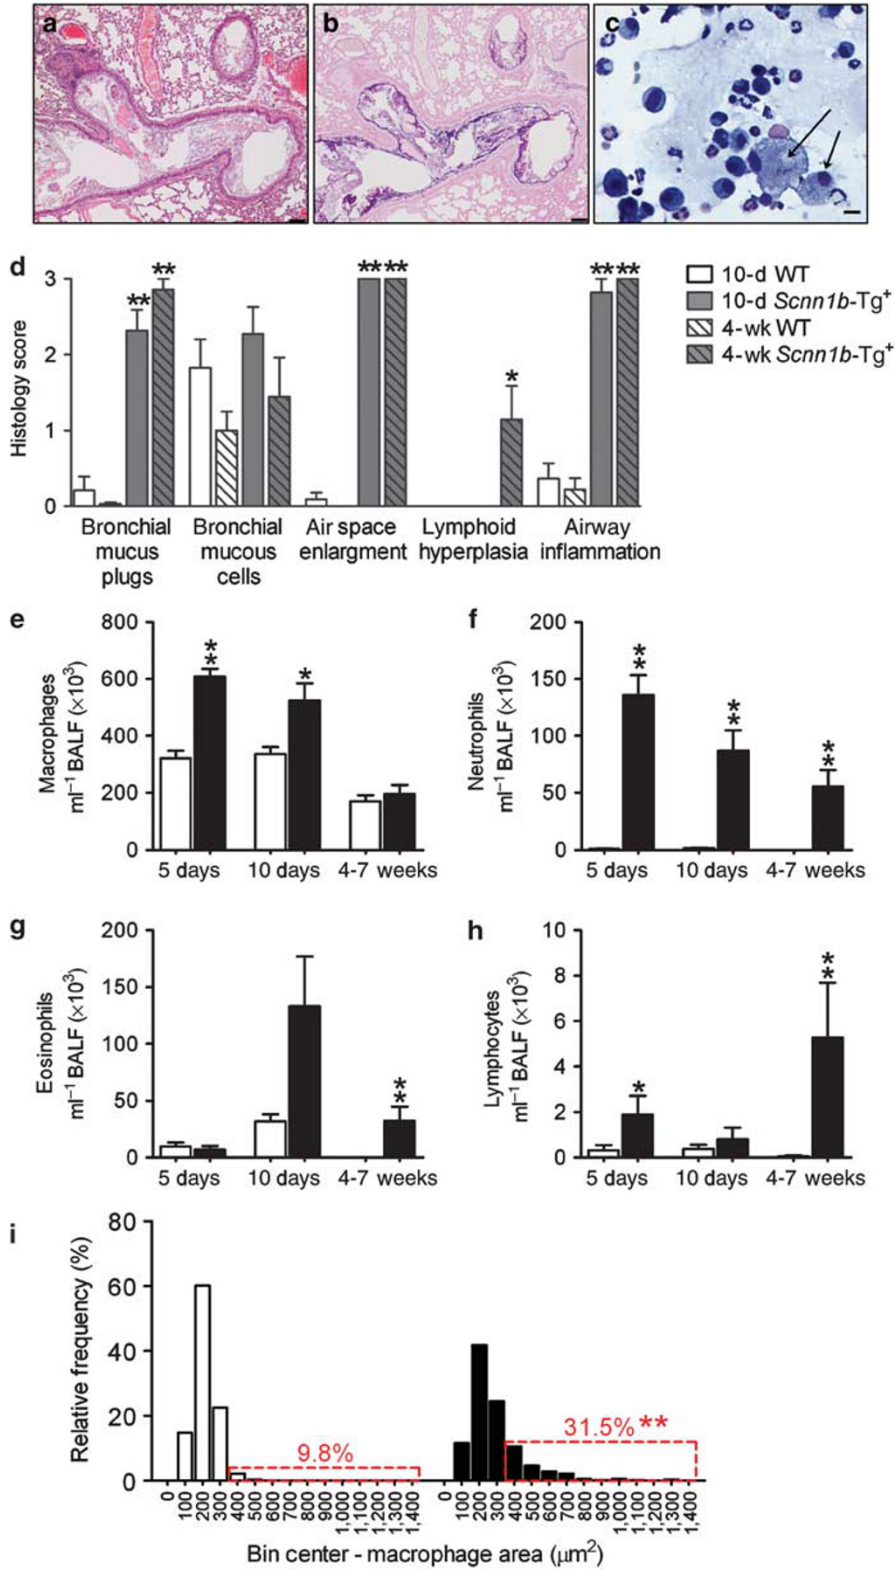 a
b
c
d
3
2
1
0
Histology score
** ** ** ** * ** **
10-d WT
10-d Scnn1b-Tg+
4-wk WT
4-wk Scnn1b-Tg+
Bronchial
mucus
plugs
Bronchial
mucous
cells
Air space
enlargment
Lymphoid
hyperplasia
Airway
inflammation
e
Macrophages
ml−1 BALF (×10³)
800
600
400
200
0
**
*
5 days 10 days 4-7 weeks
f
Neutrophils
ml−1 BALF (×10³)
200
150
100
50
0
**
**
**
5 days 10 days 4-7 weeks
g
Eosinophils
ml−1 BALF (×10³)
200
150
100
50
0
**
5 days 10 days 4-7 weeks
h
Lymphocytes
ml−1 BALF (×10³)
10
8
6
4
2
0
*
**
5 days 10 days 4-7 weeks
i
Relative frequency (%)
80
60
40
20
0
9.8%
31.5% **
0 100 200 300 400 500 600 700 800 900 1,000 1,100 1,200 1,300 1,400
0 100 200 300 400 500 600 700 800 900 1,000 1,100 1,200 1,300 1,400
Bin center - macrophage area (μm²)